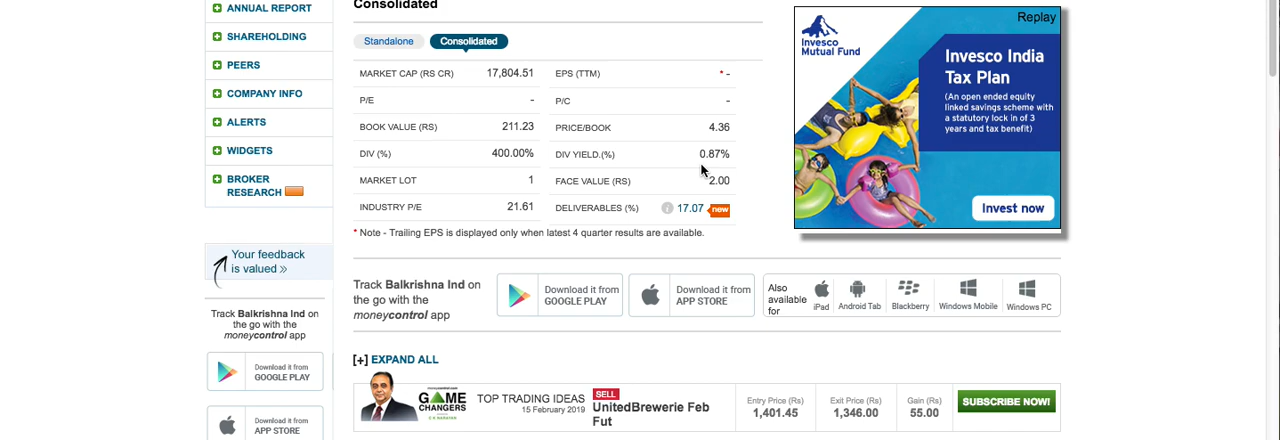 ANNUAL REPORT
SHAREHOLDING
PEERS
COMPANY INFO
ALERTS
WIDGETS
BROKER
RESEARCH
Your feedback
is valued »
Track Balkrishna Ind on
the go with the
moneycontrol app
Download it from
GOOGLE PLAY
Download it from
APP STORE
Consolidated
Standalone Consolidated
MARKET CAP (RS CR) 17,804.51 EPS (TTM) * -
P/E - P/C -
BOOK VALUE (RS) 211.23 PRICE/BOOK 4.36
DIV (%) 400.00% DIV YIELD.(%) 0.87%
MARKET LOT 1 FACE VALUE (RS) 2.00
INDUSTRY P/E 21.61 DELIVERABLES (%) i 17.07 new
* Note - Trailing EPS is displayed only when latest 4 quarter results are available.
Replay
Invesco
Mutual Fund
Invesco India
Tax Plan
(An open ended equity
linked savings scheme with
a statutory lock in of 3
years and tax benefit)
Invest now
Track Balkrishna Ind on
the go with the
moneycontrol app
Download it from
GOOGLE PLAY
Download it from
APP STORE
Also
available
for
iPad Android Tab Blackberry Windows Mobile Windows PC
[+] EXPAND ALL
moneycontrol.com
GAME
CHANGERS
TOP TRADING IDEAS
15 February 2019
SELL
UnitedBrewerie Feb
Fut
Entry Price (Rs)
1,401.45
Exit Price (Rs)
1,346.00
Gain (Rs)
55.00
SUBSCRIBE NOW!